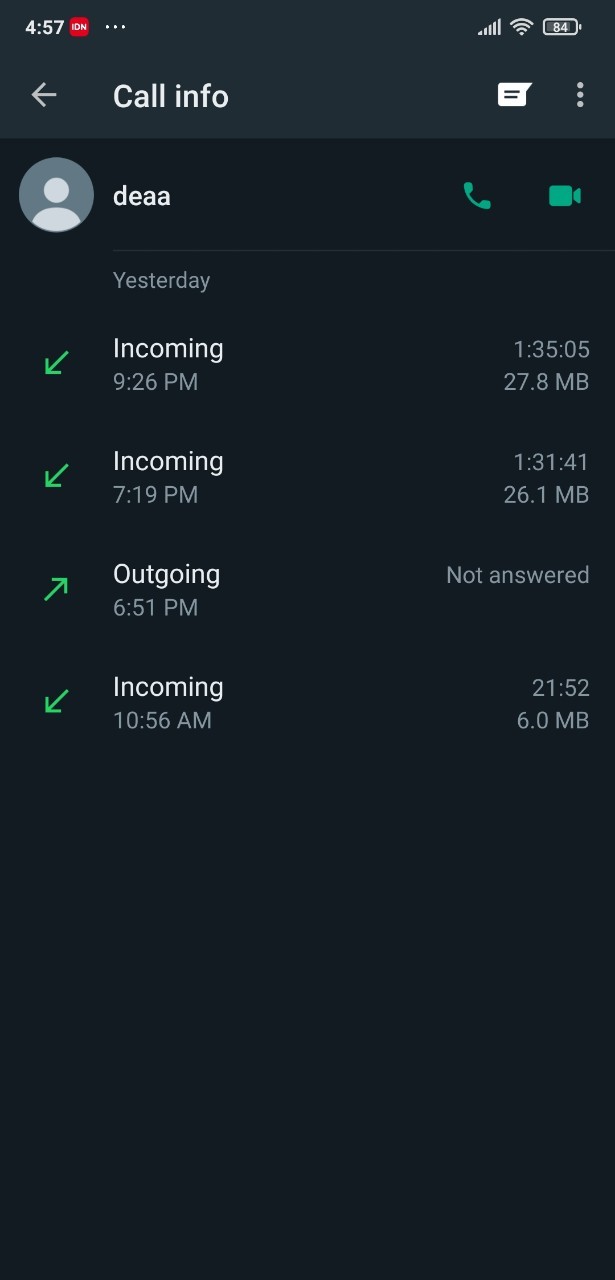 4:57 IDN ... 84
Call info
deaa
Yesterday
Incoming 1:35:05
9:26 PM 27.8 MB
Incoming 1:31:41
7:19 PM 26.1 MB
Outgoing Not answered
6:51 PM
Incoming 21:52
10:56 AM 6.0 MB